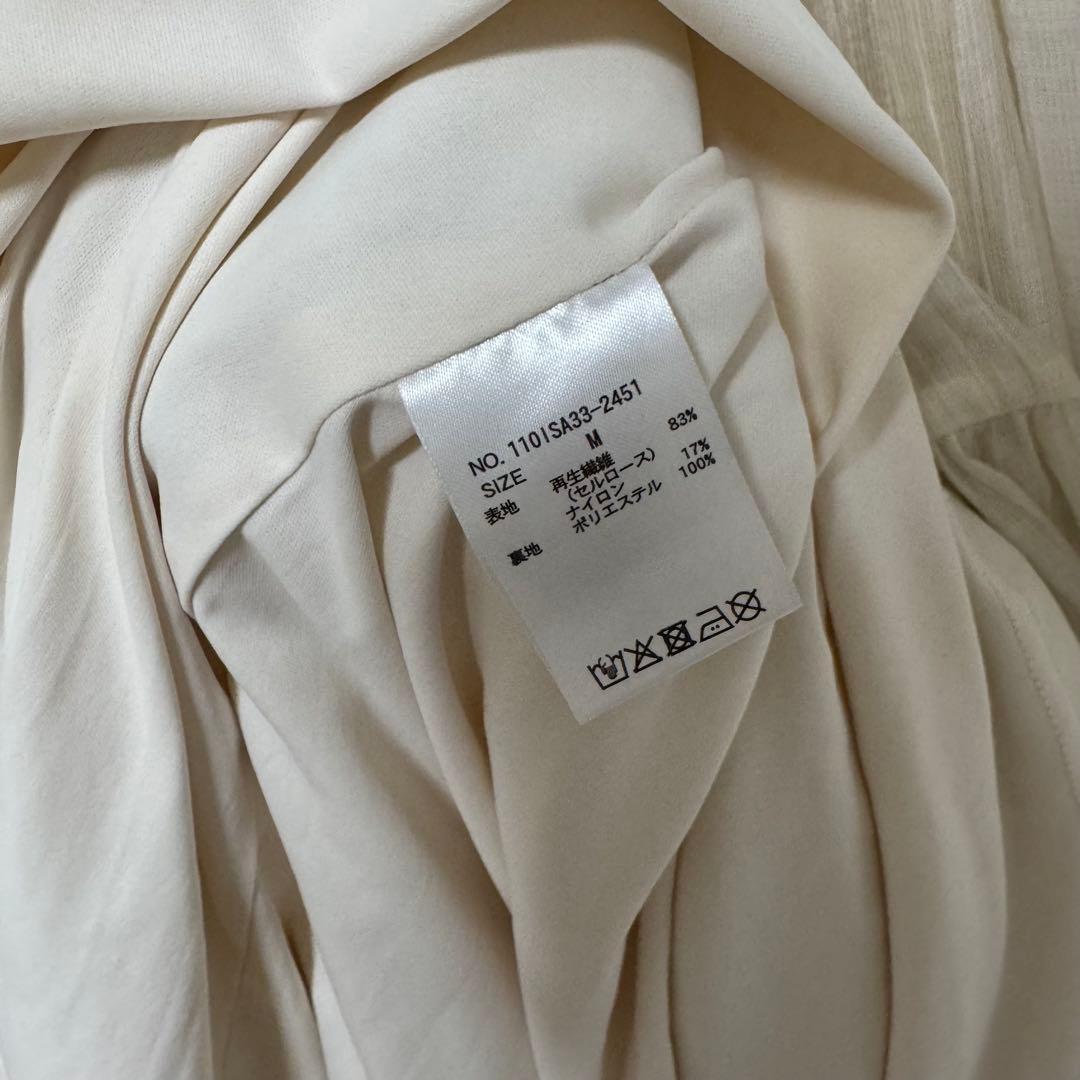 NO. 110ISA33-2451
SIZE M
表地 再生繊維 83%
(セルロース)
ナイロン 17%
裏地 ポリエステル 100%